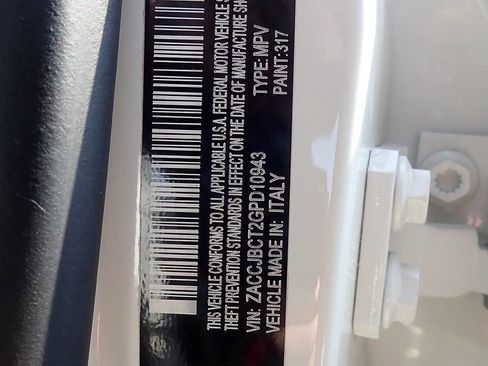 THIS VEHICLE CONFORMS TO ALL APPLICABLE U.S.A. FEDERAL MOTOR VEHICLE
THEFT PREVENTION STANDARDS IN EFFECT ON THE DATE OF MANUFACTURE SH
VIN: ZACCJBCT2GPD10943 TYPE: MPV
VEHICLE MADE IN: ITALY PAINT: 317